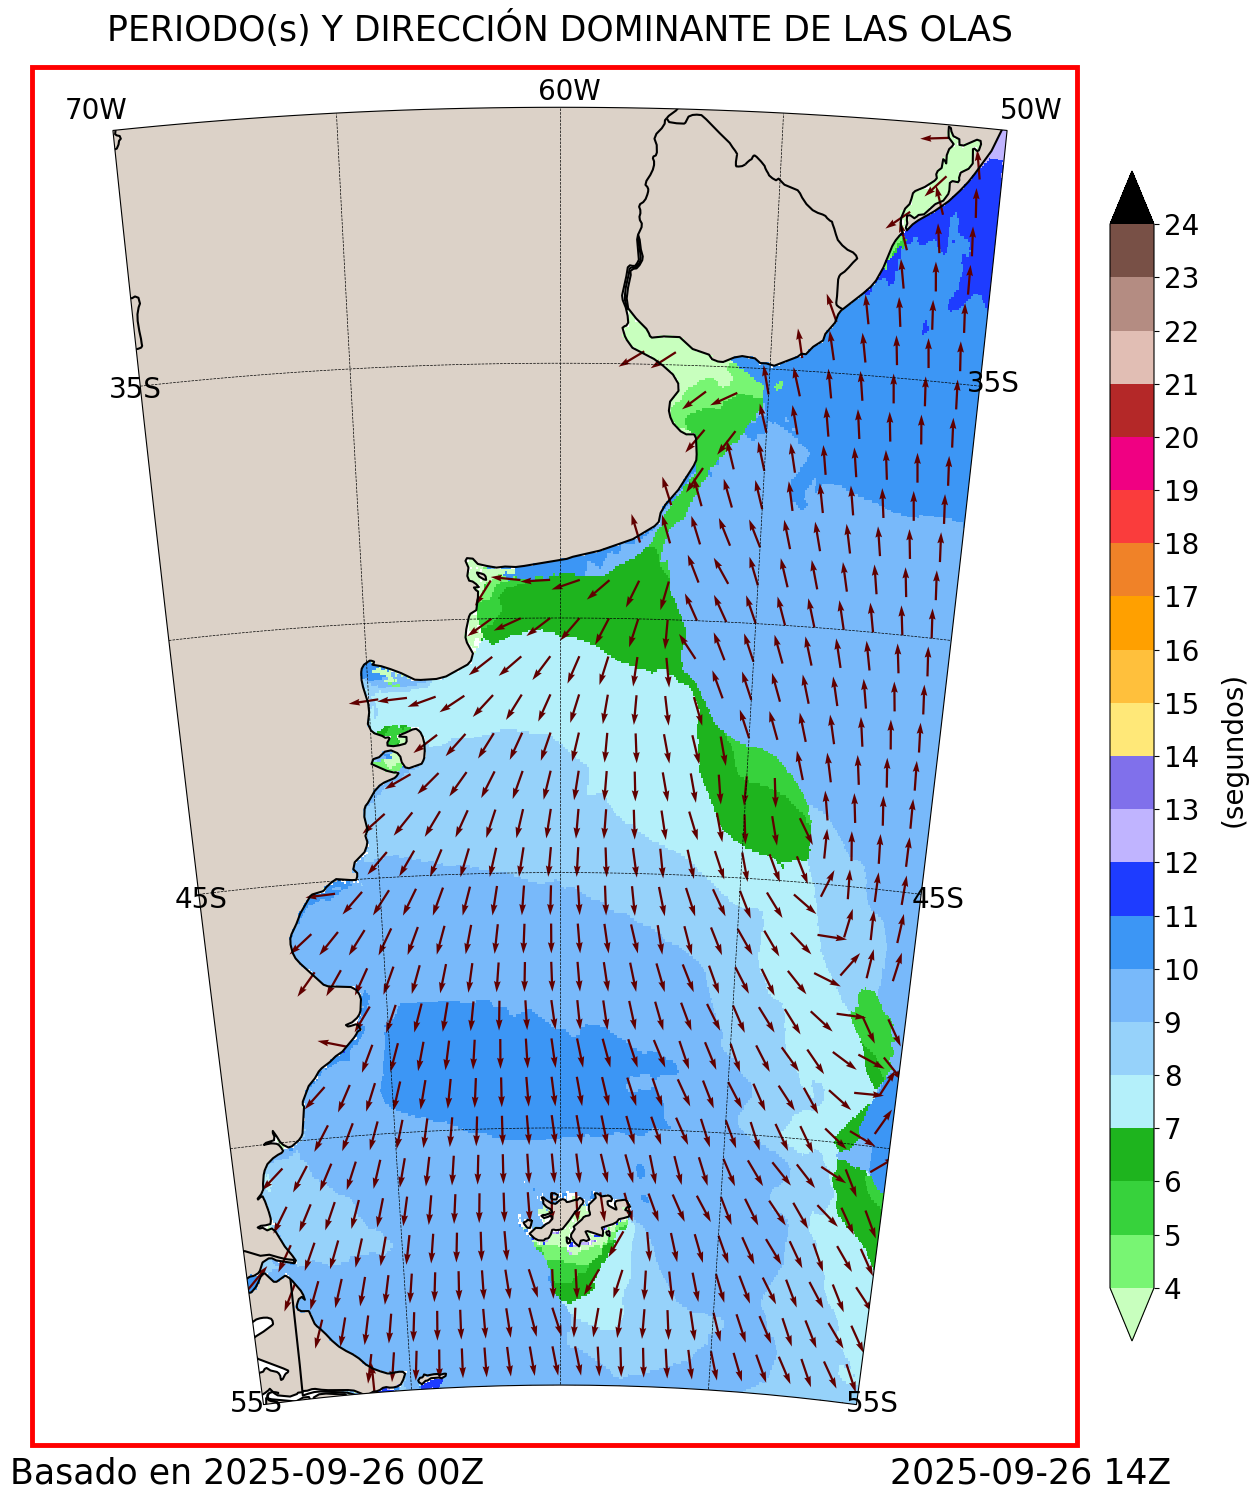 PERIODO(s) Y DIRECCIÓN DOMINANTE DE LAS OLAS
70W
60W
50W
35S
35S
45S
45S
55S
55S
24
23
22
21
20
19
18
17
16
15
14
13
12
11
10
9
8
7
6
5
4
(segundos)
Basado en 2025-09-26 00Z
2025-09-26 14Z